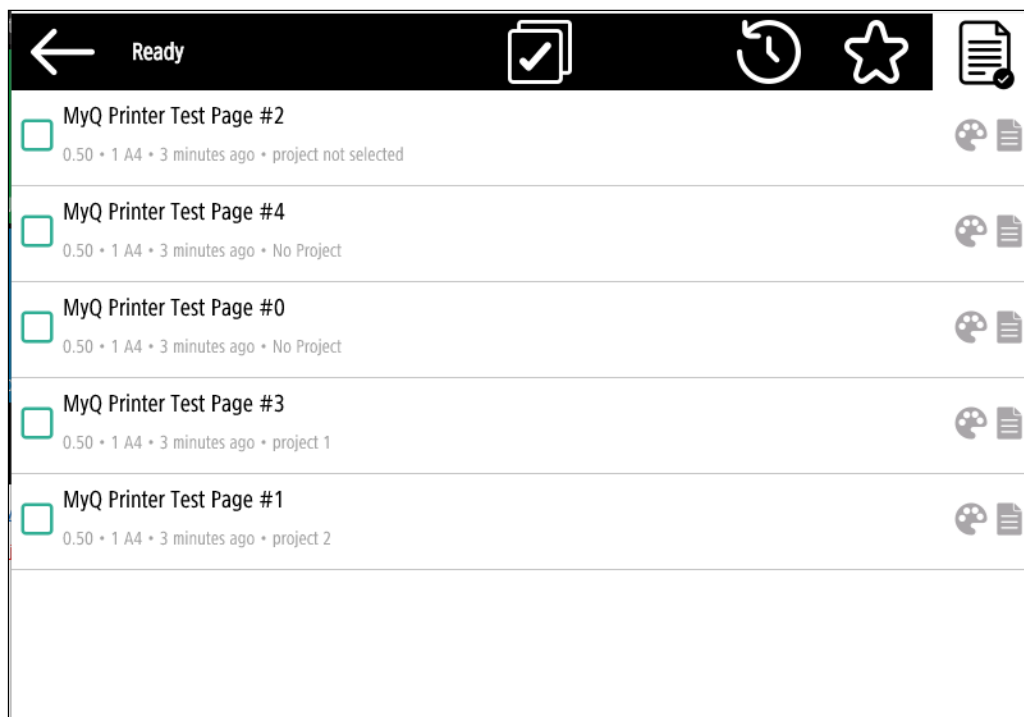 Ready
MyQ Printer Test Page #2
0.50 • 1 A4 • 3 minutes ago • project not selected
MyQ Printer Test Page #4
0.50 • 1 A4 • 3 minutes ago • No Project
MyQ Printer Test Page #0
0.50 • 1 A4 • 3 minutes ago • No Project
MyQ Printer Test Page #3
0.50 • 1 A4 • 3 minutes ago • project 1
MyQ Printer Test Page #1
0.50 • 1 A4 • 3 minutes ago • project 2